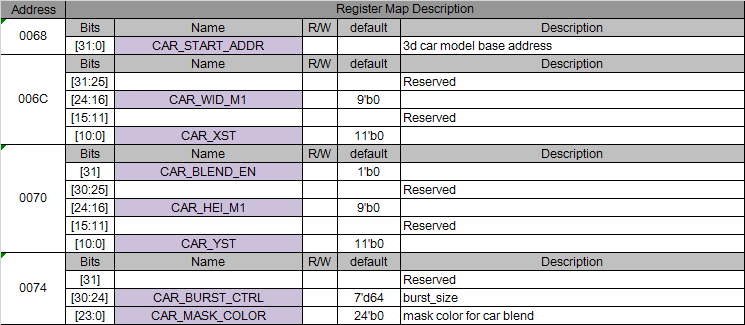 Address Register Map Description
Bits Name R/W default Description
0068
[31:0] CAR_START_ADDR 3d car model base address
Bits Name R/W default Description
006C
[31:25] Reserved
[24:16] CAR_WID_M1 9'b0
[15:11] Reserved
[10:0] CAR_XST 11'b0
Bits Name R/W default Description
0070
[31] CAR_BLEND_EN 1'b0
[30:25] Reserved
[24:16] CAR_HEI_M1 9'b0
[15:11] Reserved
[10:0] CAR_YST 11'b0
Bits Name R/W default Description
0074
[31] Reserved
[30:24] CAR_BURST_CTRL 7'd64 burst_size
[23:0] CAR_MASK_COLOR 24'b0 mask color for car blend